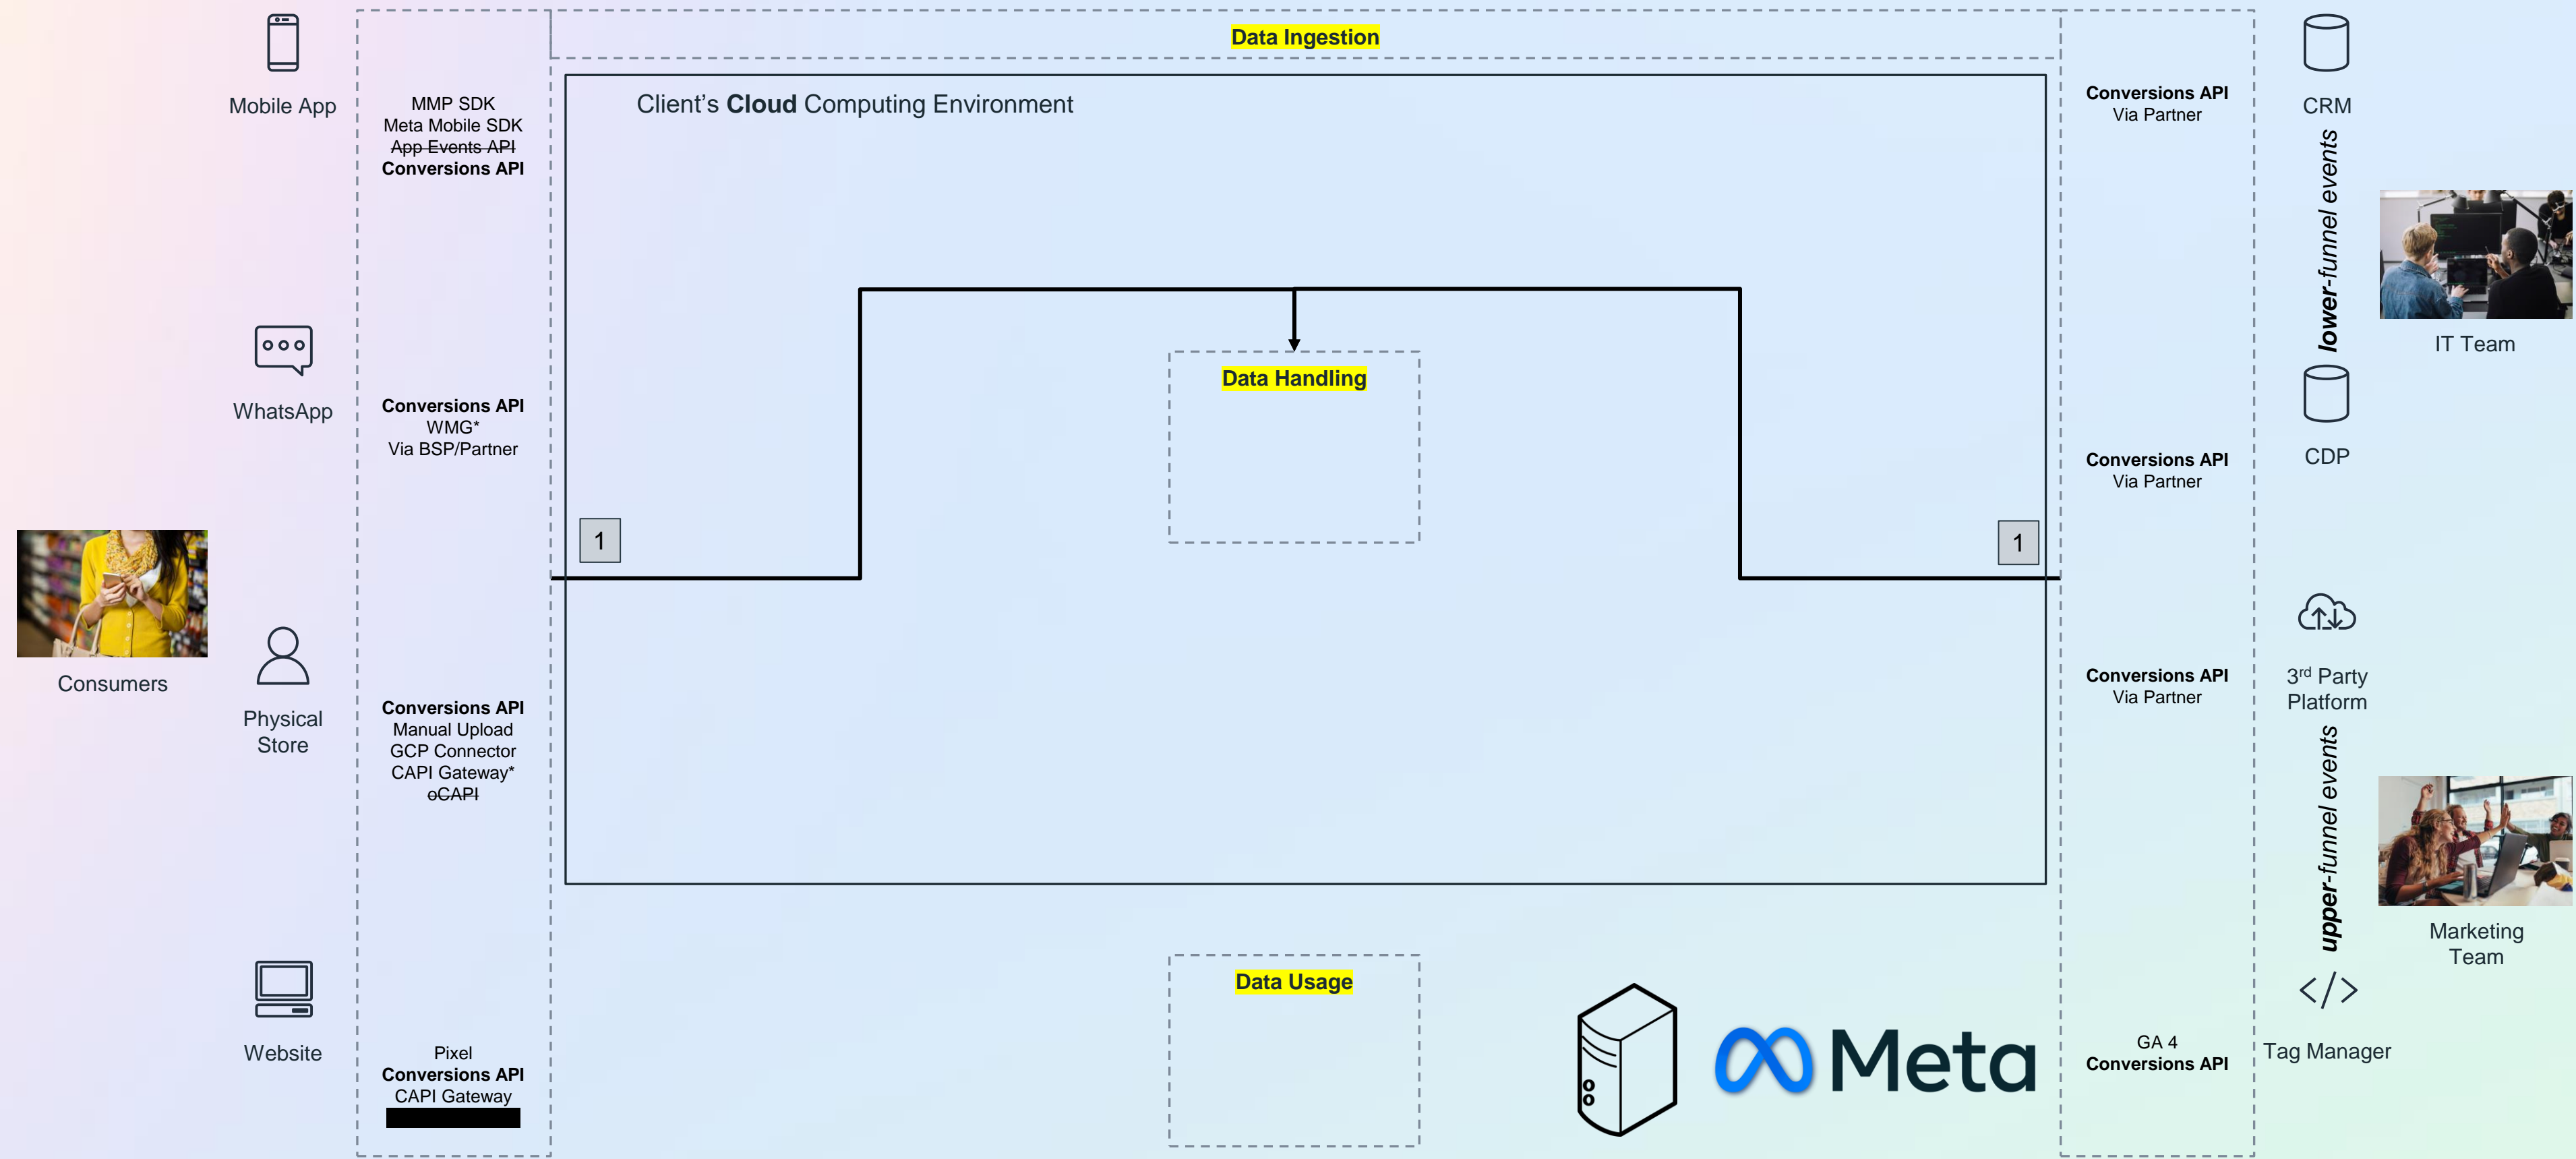 Data Ingestion
Client's Cloud Computing Environment
Mobile App
MMP SDK
Meta Mobile SDK
App Events API
Conversions API
WhatsApp
Conversions API
WMG*
Via BSP/Partner
1
Consumers
Physical
Store
Conversions API
Manual Upload
GCP Connector
CAPI Gateway*
oCAPI
Website
Pixel
Conversions API
CAPI Gateway
Data Handling
Data Usage
Meta
1
Conversions API
Via Partner
CRM
lower-funnel events
IT Team
Conversions API
Via Partner
CDP
Conversions API
Via Partner
3rd Party
Platform
upper-funnel events
Marketing
Team
GA 4
Conversions API
</>
Tag Manager